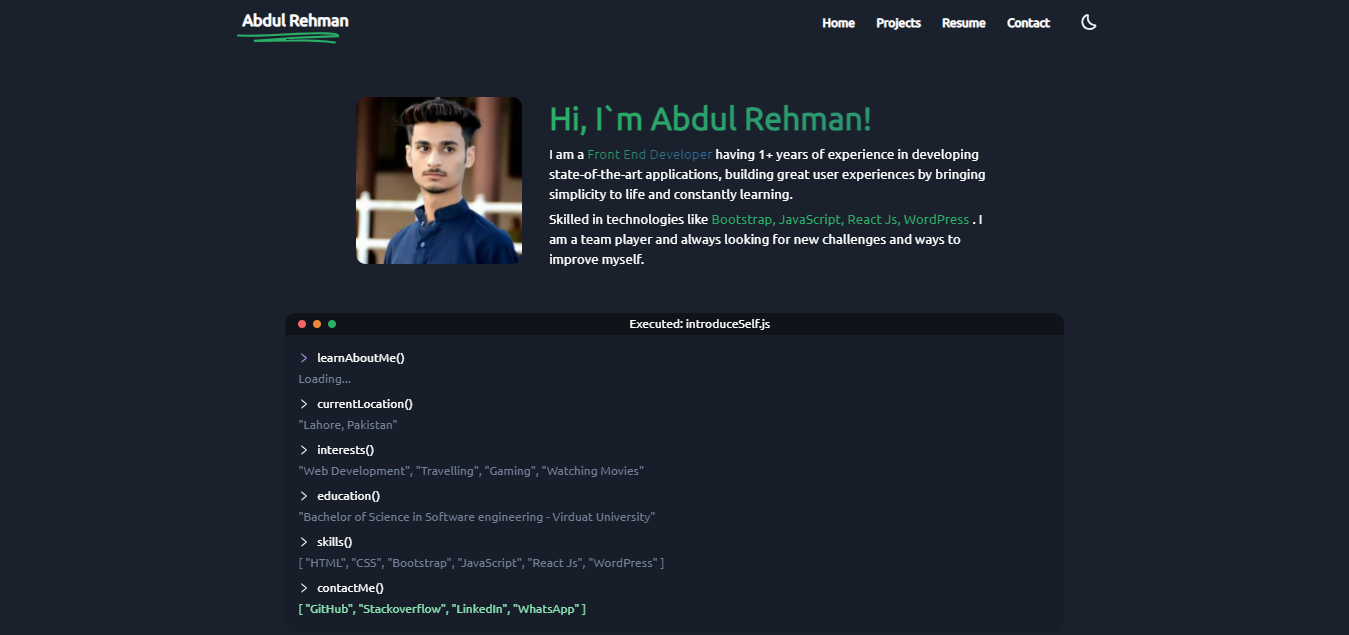 Abdul Rehman
Home Projects Resume Contact
Hi, I`m Abdul Rehman!
I am a Front End Developer having 1+ years of experience in developing
state-of-the-art applications, building great user experiences by bringing
simplicity to life and constantly learning.
Skilled in technologies like Bootstrap, JavaScript, React Js, WordPress . I
am a team player and always looking for new challenges and ways to
improve myself.
Executed: introduceSelf.js
> learnAboutMe()
Loading...
> currentLocation()
"Lahore, Pakistan"
> interests()
"Web Development", "Travelling", "Gaming", "Watching Movies"
> education()
"Bachelor of Science in Software engineering - Virduat University"
> skills()
[ "HTML", "CSS", "Bootstrap", "JavaScript", "React Js", "WordPress" ]
> contactMe()
[ "GitHub", "Stackoverflow", "LinkedIn", "WhatsApp" ]